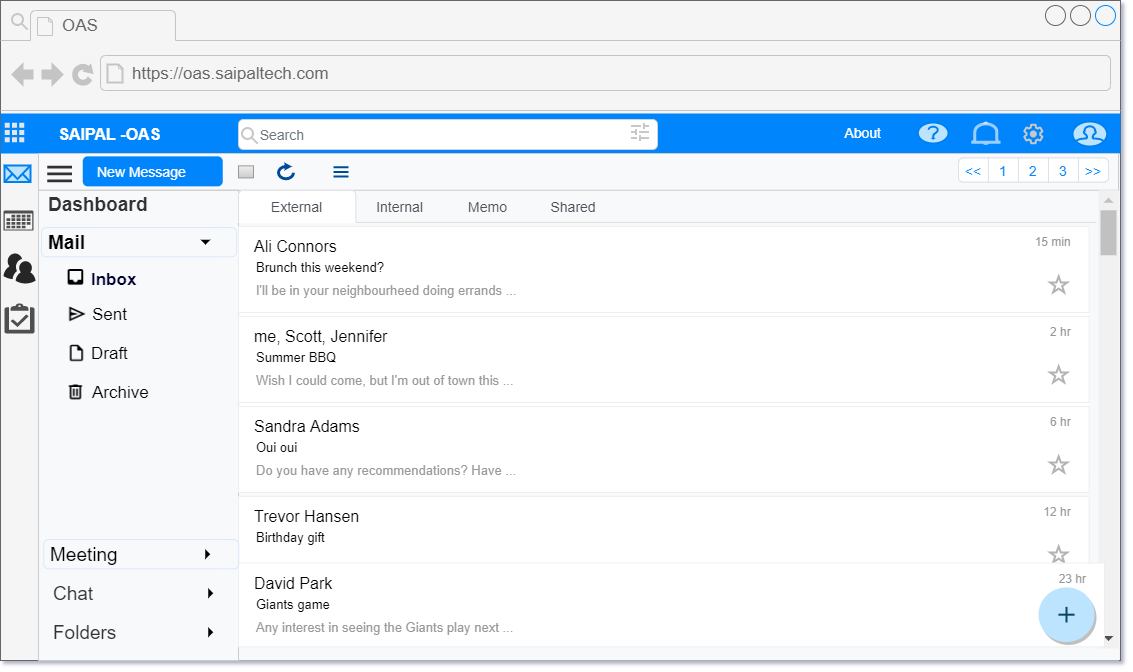 OAS
https://oas.saipaltech.com
SAIPAL -OAS
Search
About
?
New Message
<< 1 2 3 >>
Dashboard
Mail
Inbox
Sent
Draft
Archive
Meeting
Chat
Folders
External Internal Memo Shared
Ali Connors 15 min
Brunch this weekend?
I'll be in your neighbourheed doing errands ...
me, Scott, Jennifer 2 hr
Summer BBQ
Wish I could come, but I'm out of town this ...
Sandra Adams 6 hr
Oui oui
Do you have any recommendations? Have ...
Trevor Hansen 12 hr
Birthday gift
David Park 23 hr
Giants game
Any interest in seeing the Giants play next ...
+